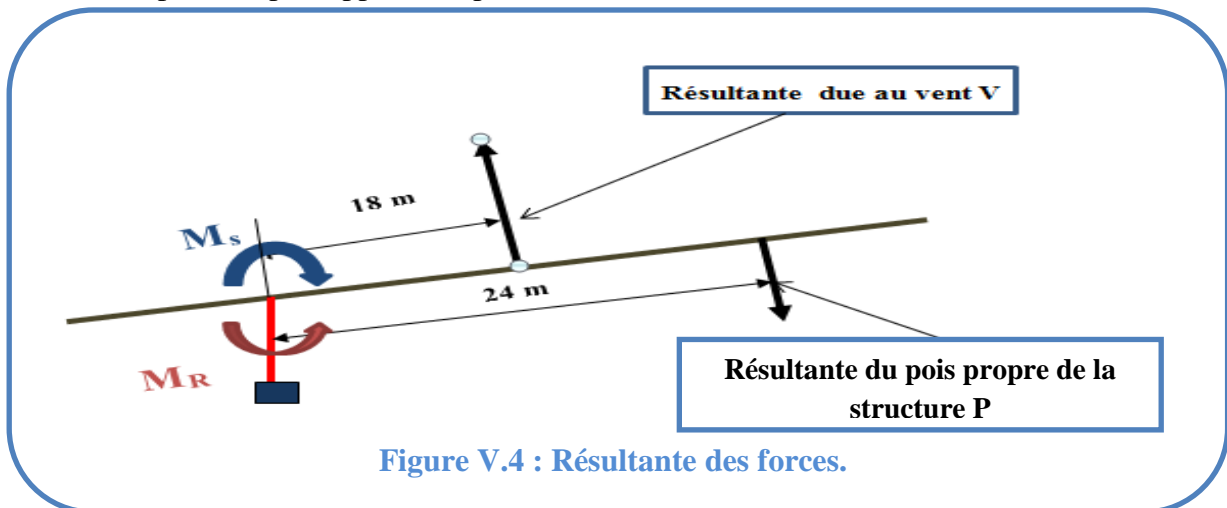 Résultante due au vent V
18 m
Ms
24 m
MR
Résultante du pois propre de la
structure P
Figure V.4 : Résultante des forces.